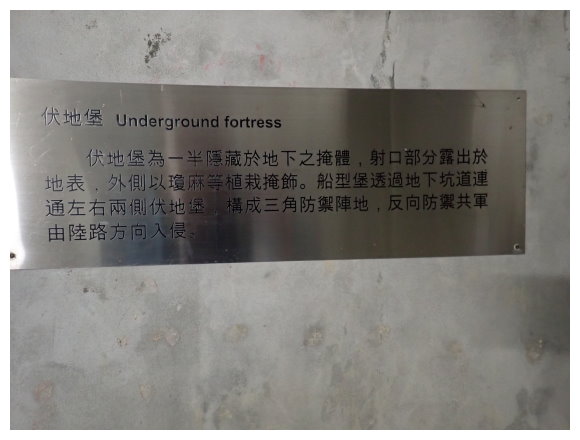 伏地堡 Underground fortress
伏地堡為一半隱藏於地下之掩體，射口部分露出於
地表，外側以瓊麻等植栽掩飾。船型堡透過地下坑道連
通左右兩側伏地堡，構成三角防禦陣地，反向防禦共軍
由陸路方向入侵。